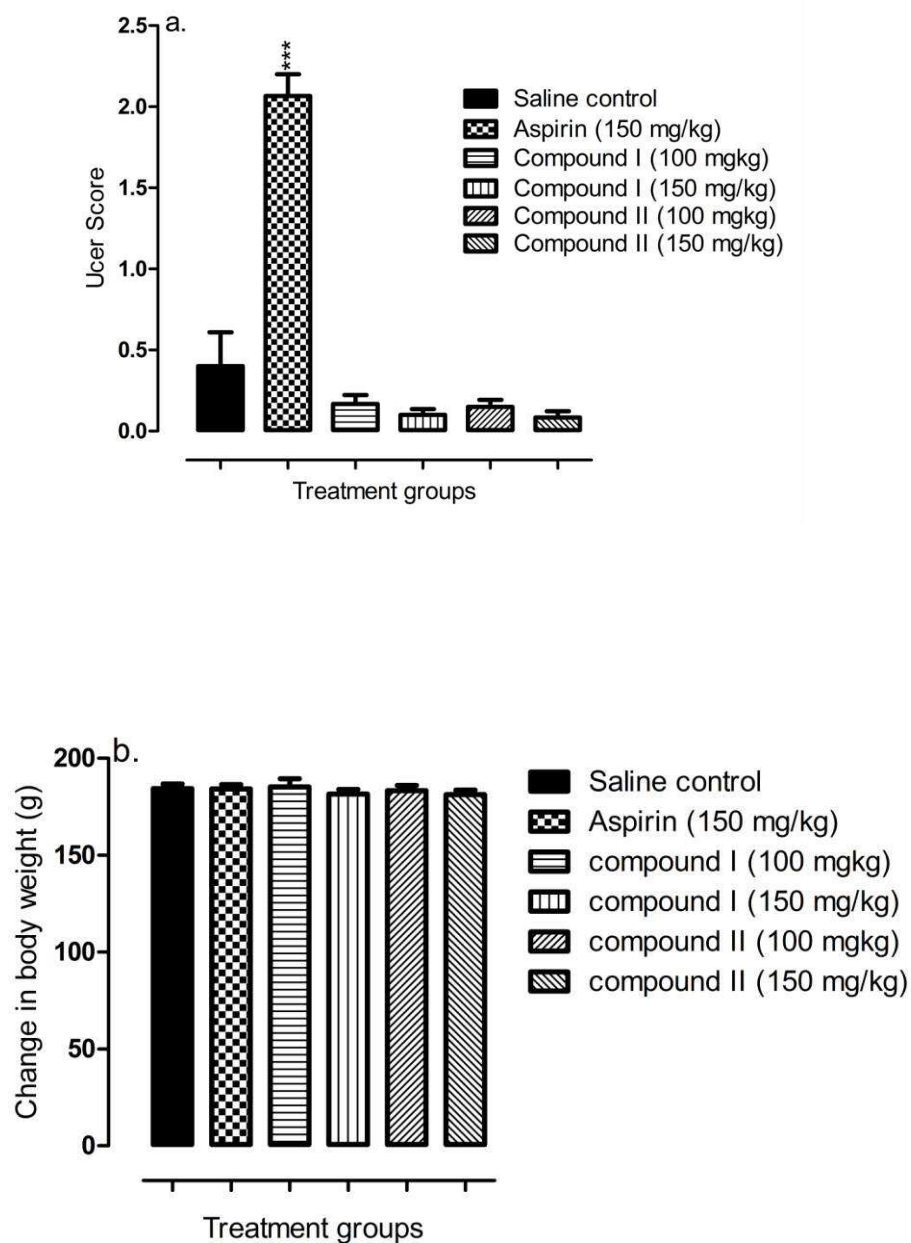 a.
2.5
2.0
1.5
1.0
0.5
0.0
Ucer Score
***
Saline control
Aspirin (150 mg/kg)
Compound I (100 mgkg)
Compound I (150 mg/kg)
Compound II (100 mgkg)
Compound II (150 mg/kg)
Treatment groups
b.
200
150
100
50
0
Change in body weight (g)
Saline control
Aspirin (150 mg/kg)
compound I (100 mgkg)
compound I (150 mg/kg)
compound II (100 mgkg)
compound II (150 mg/kg)
Treatment groups